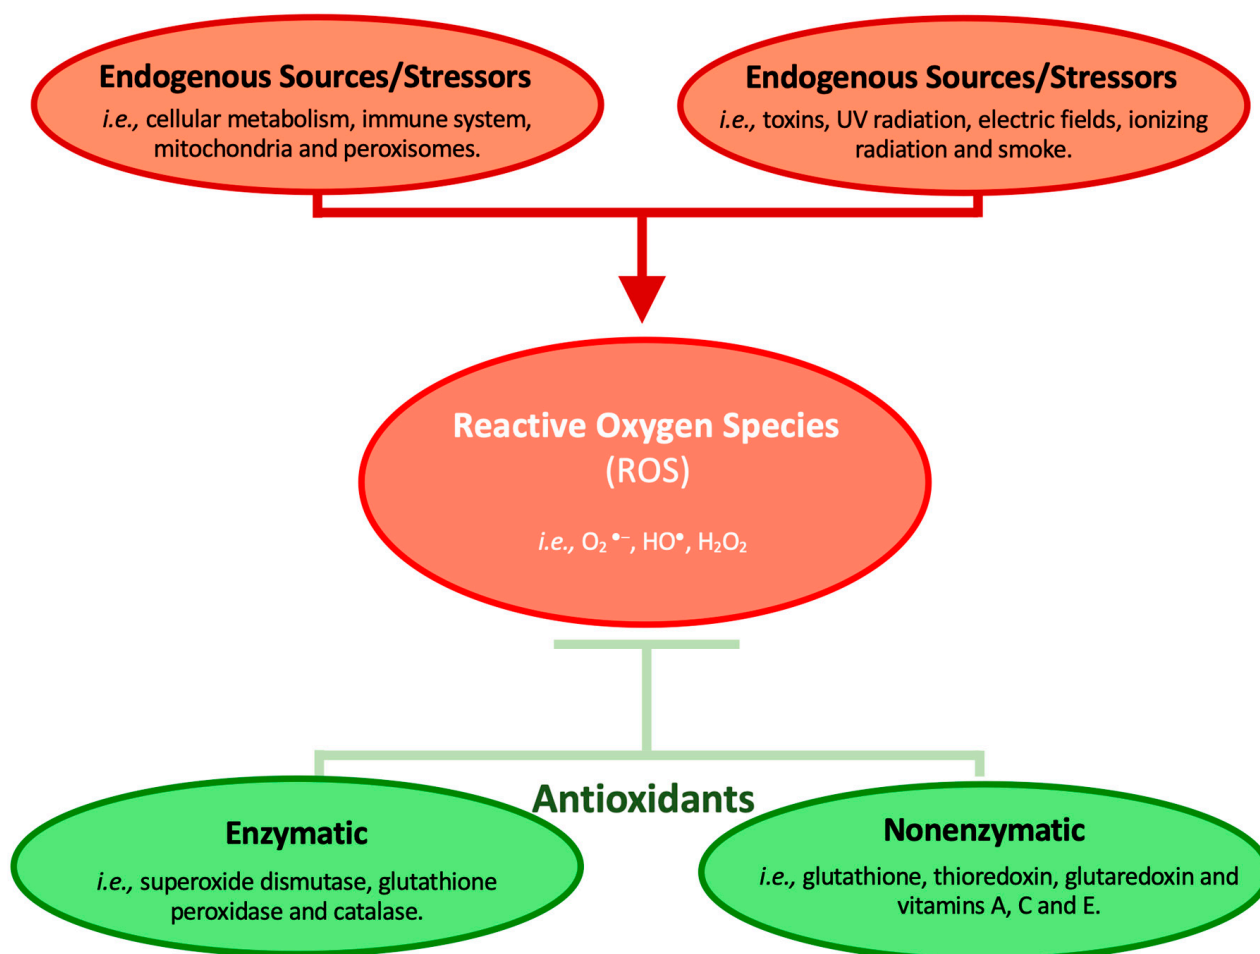 Endogenous Sources/Stressors
i.e., cellular metabolism, immune system,
mitochondria and peroxisomes.
Endogenous Sources/Stressors
i.e., toxins, UV radiation, electric fields, ionizing
radiation and smoke.
Reactive Oxygen Species
(ROS)
i.e., O₂•⁻, HO•, H₂O₂
Antioxidants
Enzymatic
i.e., superoxide dismutase, glutathione
peroxidase and catalase.
Nonenzymatic
i.e., glutathione, thioredoxin, glutaredoxin and
vitamins A, C and E.